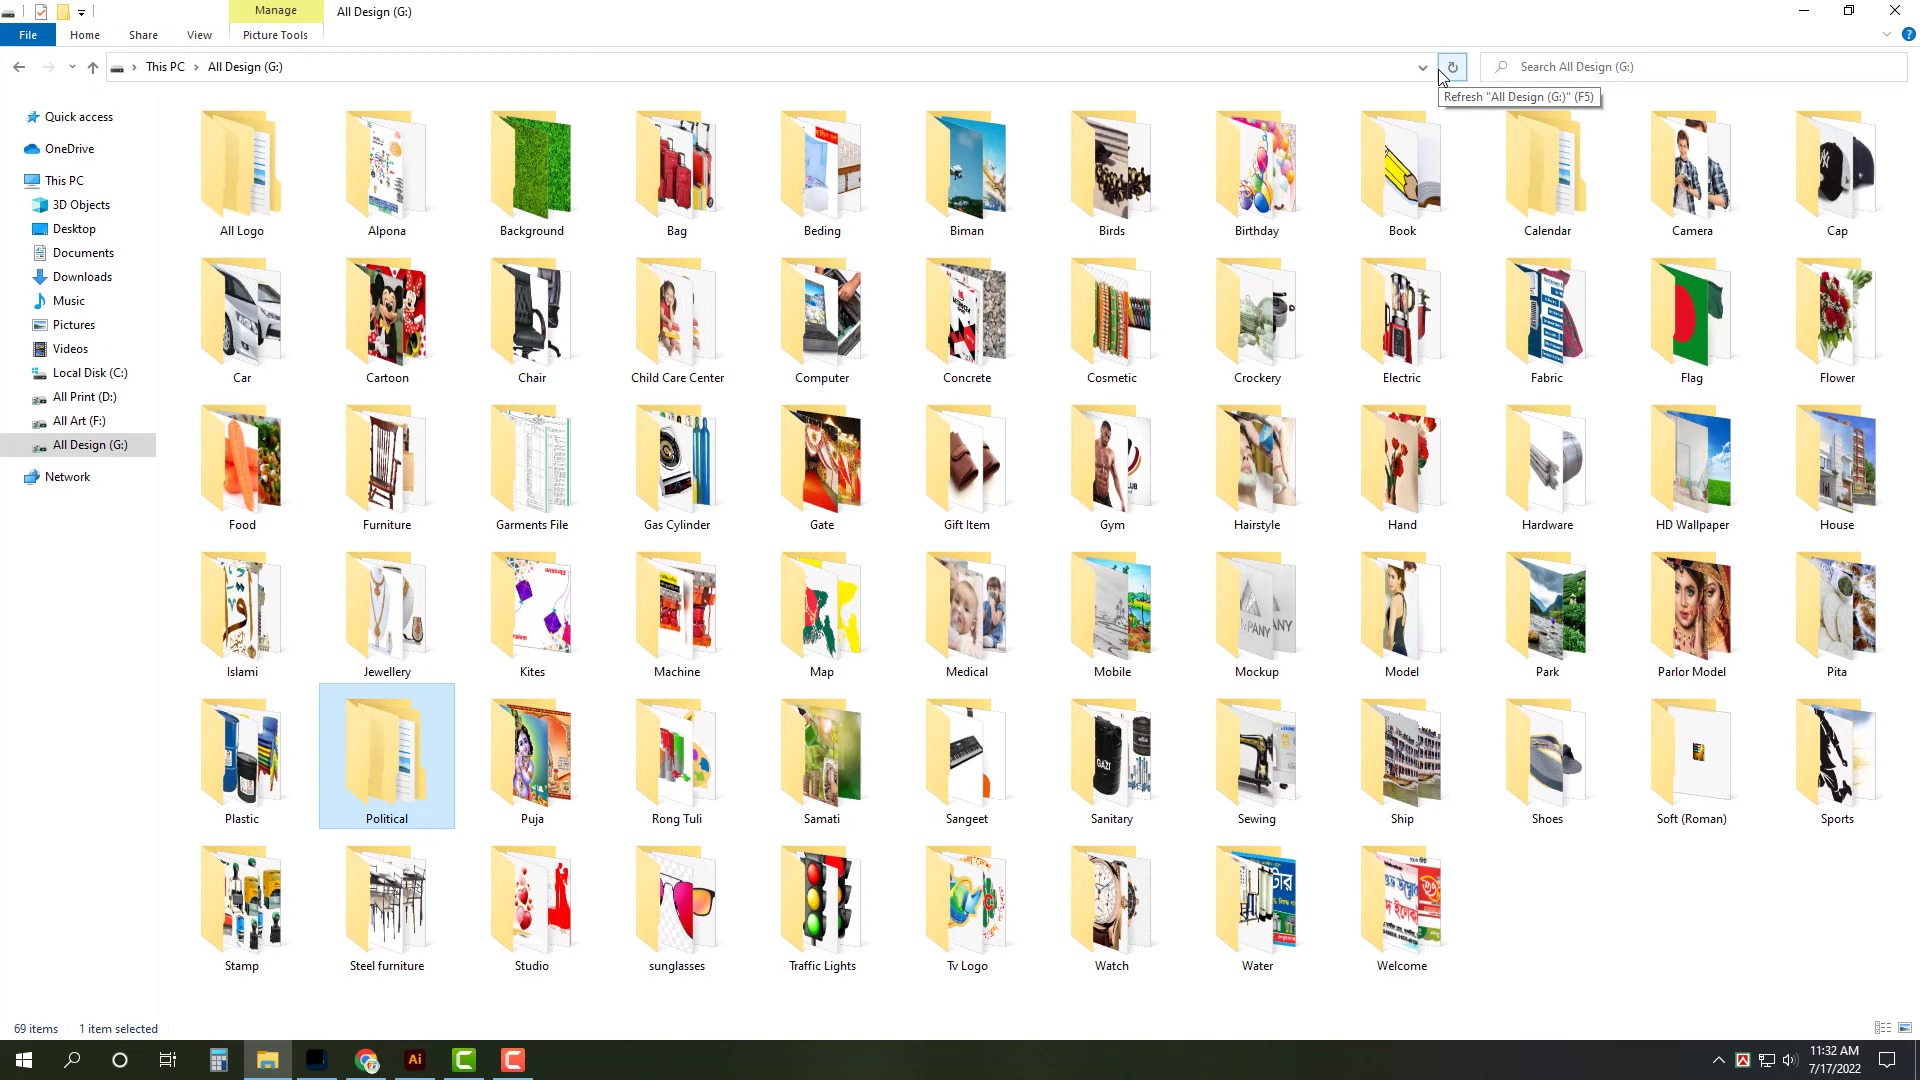 Manage
All Design (G:)
File
Home
Share
View
Picture Tools
This PC
All Design (G:)
Search All Design (G:)
Refresh "All Design (G:)" (F5)
Quick access
OneDrive
This PC
3D Objects
Desktop
Documents
Downloads
Music
Pictures
Videos
Local Disk (C:)
All Print (D:)
All Art (F:)
All Design (G:)
Network
All Logo
Alpona
Background
Bag
Beding
Biman
Birds
Birthday
Book
Calendar
Camera
Cap
Car
Cartoon
Chair
Child Care Center
Computer
Concrete
Cosmetic
Crockery
Electric
Fabric
Flag
Flower
Food
Furniture
Garments File
Gas Cylinder
Gate
Gift Item
Gym
Hairstyle
Hand
Hardware
HD Wallpaper
House
Islami
Jewellery
Kites
Machine
Map
Medical
Mobile
Mockup
Model
Park
Parlor Model
Pita
Plastic
Political
Puja
Rong Tuli
Samati
Sangeet
Sanitary
Sewing
Ship
Shoes
Soft (Roman)
Sports
Stamp
Steel furniture
Studio
sunglasses
Traffic Lights
Tv Logo
Watch
Water
Welcome
69 items
1 item selected
11:32 AM
7/17/2022